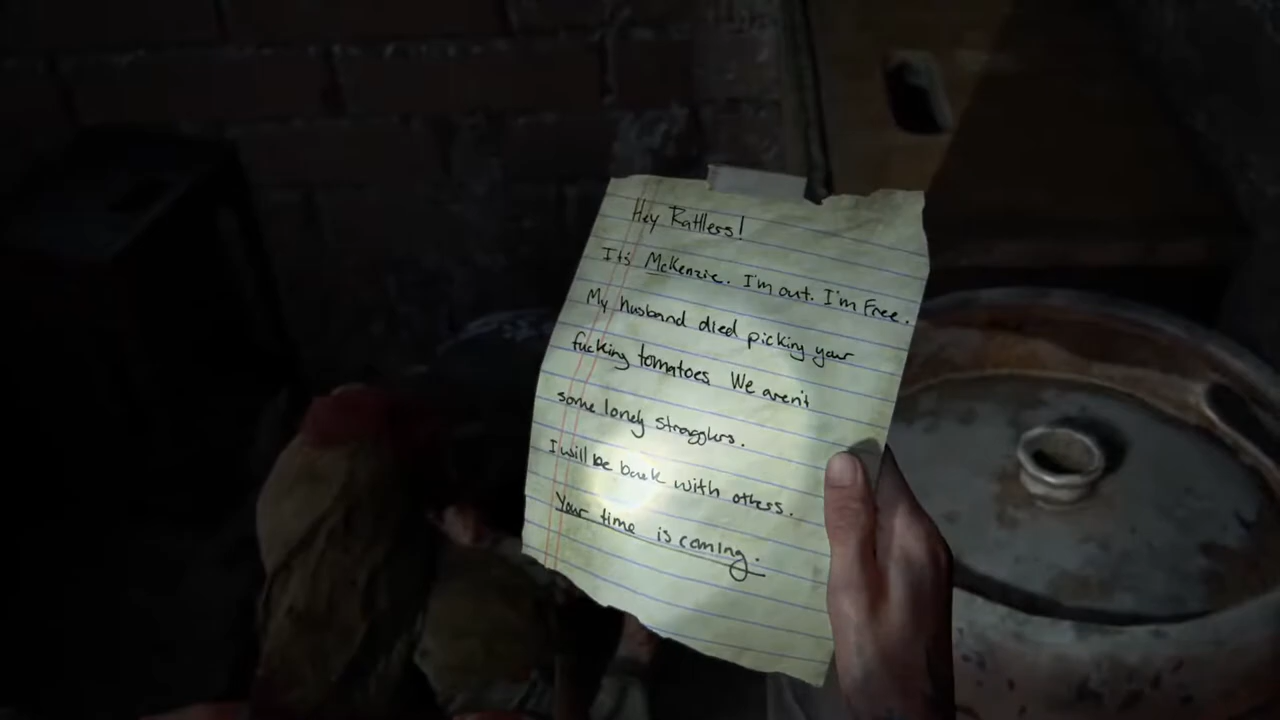 Hey Rattlers!
It's McKenzie. I'm out. I'm Free.
My husband died picking your
fucking tomatoes. We aren't
some lonely stragglers.
I will be back with others.
Your time is coming.